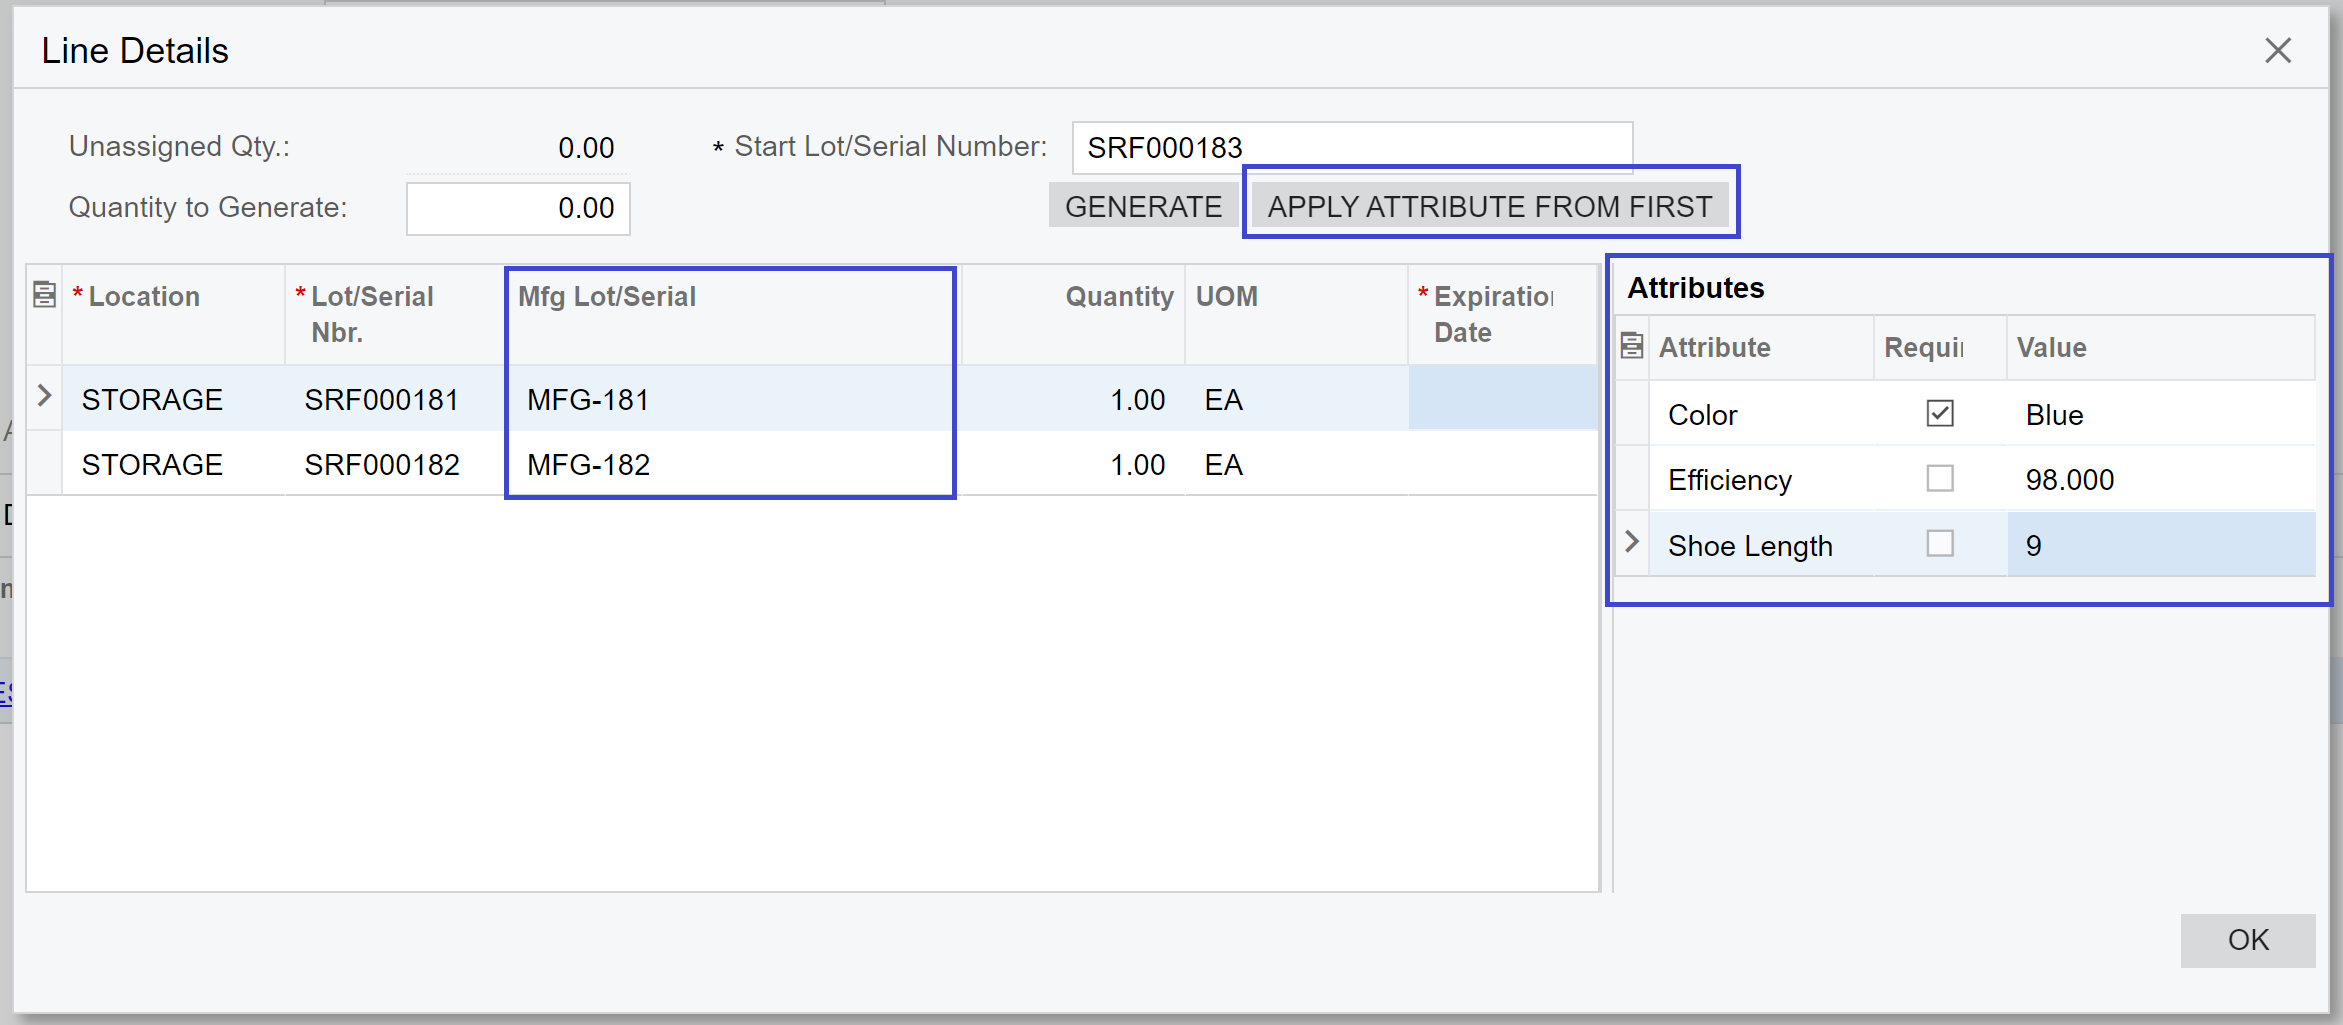 Line Details
Unassigned Qty.: 0.00 * Start Lot/Serial Number: SRF000183
Quantity to Generate: 0.00 GENERATE APPLY ATTRIBUTE FROM FIRST
* Location * Lot/Serial Nbr. Mfg Lot/Serial Quantity UOM * Expiration Date
STORAGE SRF000181 MFG-181 1.00 EA
STORAGE SRF000182 MFG-182 1.00 EA
Attributes
Attribute Requi Value
Color Blue
Efficiency 98.000
Shoe Length 9
OK